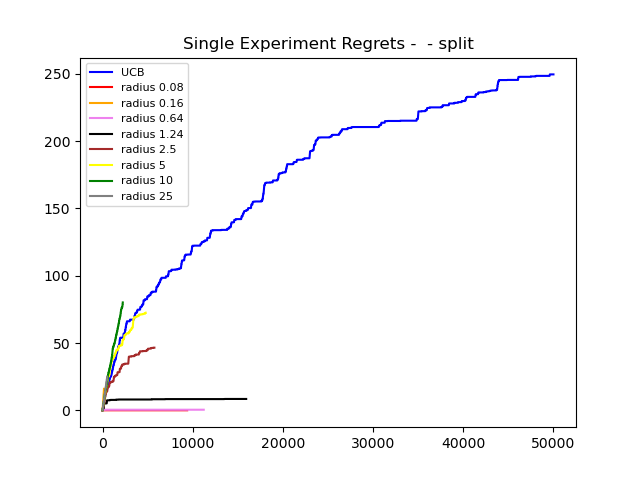 Single Experiment Regrets -  - split
UCB
radius 0.08
radius 0.16
radius 0.64
radius 1.24
radius 2.5
radius 5
radius 10
radius 25
250
200
150
100
50
0
0 10000 20000 30000 40000 50000